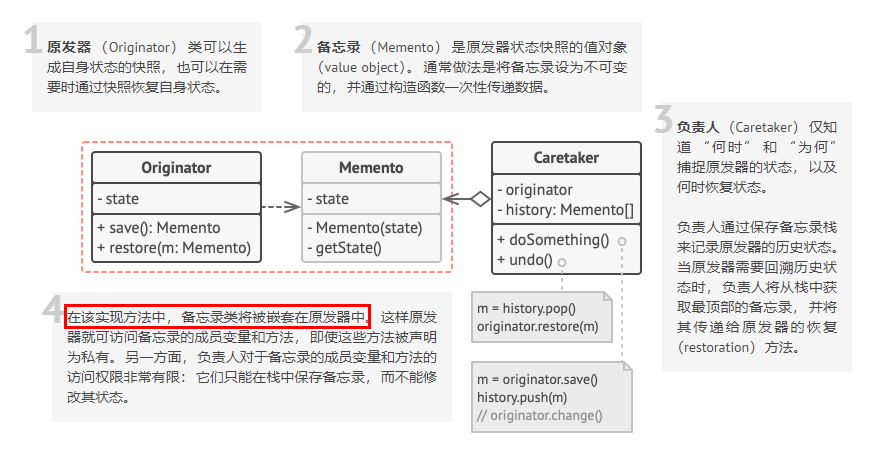 1
原发器（Originator）类可以生
成自身状态的快照，也可以在需
要时通过快照恢复自身状态。
2
备忘录（Memento）是原发器状态快照的值对象
（value object）。通常做法是将备忘录设为不可变
的，并通过构造函数一次性传递数据。
3
负责人（Caretaker）仅知
道“何时”和“为何”
捕捉原发器的状态，以及
何时恢复状态。
负责人通过保存备忘录栈
来记录原发器的历史状态。
当原发器需要回溯历史状
态时，负责人将从栈中获
取最顶部的备忘录，并将
其传递给原发器的恢复
（restoration）方法。
Originator
- state
+ save(): Memento
+ restore(m: Memento)
Memento
- state
- Memento(state)
- getState()
Caretaker
- originator
- history: Memento[]
+ doSomething()
+ undo()
m = history.pop()
originator.restore(m)
m = originator.save()
history.push(m)
// originator.change()
4
在该实现方法中，备忘录类将被嵌套在原发器中。这样原发
器就可访问备忘录的成员变量和方法，即使这些方法被声明
为私有。另一方面，负责人对于备忘录的成员变量和方法的
访问权限非常有限：它们只能在栈中保存备忘录，而不能修
改其状态。